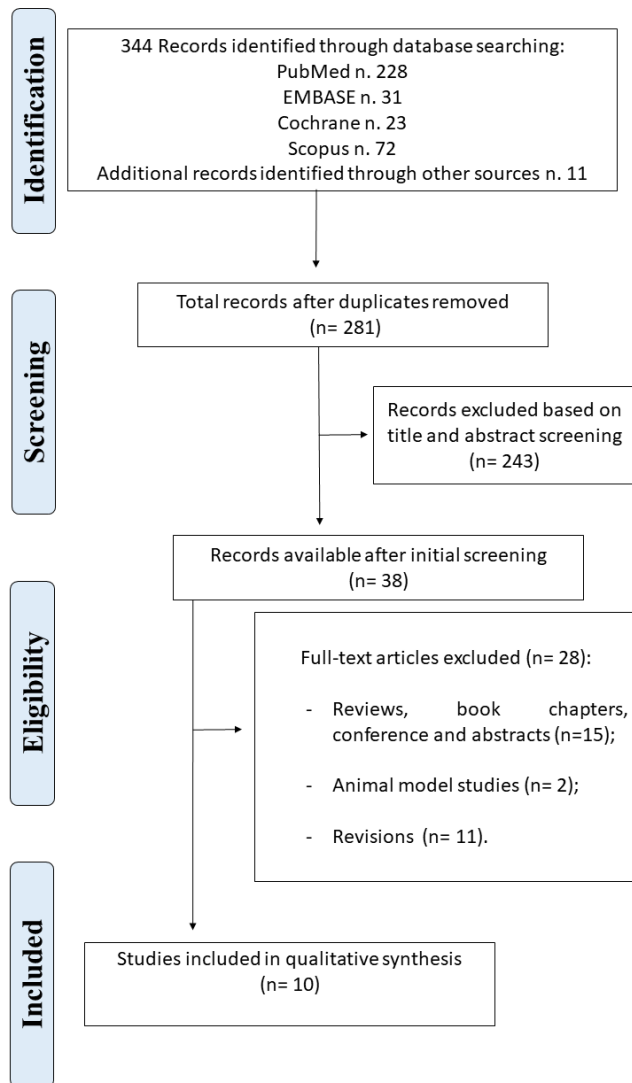 Identification
344 Records identified through database searching:
PubMed n. 228
EMBASE n. 31
Cochrane n. 23
Scopus n. 72
Additional records identified through other sources n. 11
Screening
Total records after duplicates removed
(n= 281)
Records excluded based on
title and abstract screening
(n= 243)
Records available after initial screening
(n= 38)
Eligibility
Full-text articles excluded (n= 28):
- Reviews, book chapters,
conference and abstracts (n=15);
- Animal model studies (n= 2);
- Revisions (n= 11).
Included
Studies included in qualitative synthesis
(n= 10)